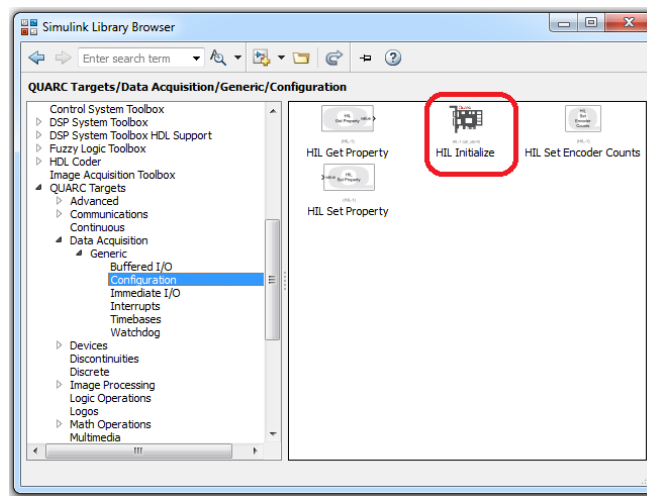 Simulink Library Browser
Enter search term
QUARC Targets/Data Acquisition/Generic/Configuration
Control System Toolbox
DSP System Toolbox
DSP System Toolbox HDL Support
Fuzzy Logic Toolbox
HDL Coder
Image Acquisition Toolbox
QUARC Targets
Advanced
Communications
Continuous
Data Acquisition
Generic
Buffered I/O
Configuration
Immediate I/O
Interrupts
Timebases
Watchdog
Devices
Discontinuities
Discrete
Image Processing
Logic Operations
Logos
Math Operations
Multimedia
HIL Get Property
HIL Initialize
HIL Set Encoder Counts
HIL Set Property